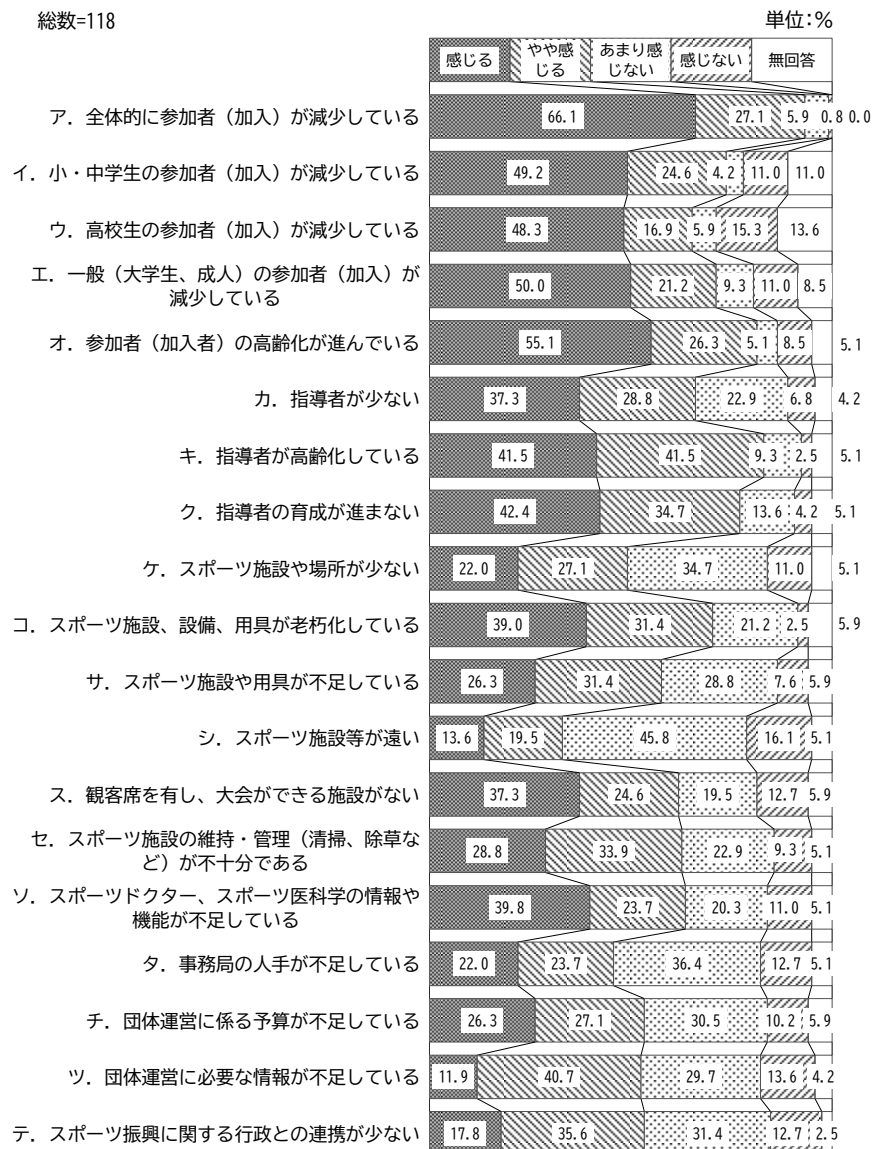 総数=118
単位:%
感じる
やや感
じる
あまり感
じない
感じない
無回答
ア．全体的に参加者（加入）が減少している
66.1 27.1 5.9 0.8 0.0
イ．小・中学生の参加者（加入）が減少している
49.2 24.6 4.2 11.0 11.0
ウ．高校生の参加者（加入）が減少している
48.3 16.9 5.9 15.3 13.6
エ．一般（大学生、成人）の参加者（加入）が
減少している
50.0 21.2 9.3 11.0 8.5
オ．参加者（加入者）の高齢化が進んでいる
55.1 26.3 5.1 8.5 5.1
カ．指導者が少ない
37.3 28.8 22.9 6.8 4.2
キ．指導者が高齢化している
41.5 41.5 9.3 2.5 5.1
ク．指導者の育成が進まない
42.4 34.7 13.6 4.2 5.1
ケ．スポーツ施設や場所が少ない
22.0 27.1 34.7 11.0 5.1
コ．スポーツ施設、設備、用具が老朽化している
39.0 31.4 21.2 2.5 5.9
サ．スポーツ施設や用具が不足している
26.3 31.4 28.8 7.6 5.9
シ．スポーツ施設等が遠い
13.6 19.5 45.8 16.1 5.1
ス．観客席を有し、大会ができる施設がない
37.3 24.6 19.5 12.7 5.9
セ．スポーツ施設の維持・管理（清掃、除草な
ど）が不十分である
28.8 33.9 22.9 9.3 5.1
ソ．スポーツドクター、スポーツ医科学の情報や
機能が不足している
39.8 23.7 20.3 11.0 5.1
タ．事務局の人手が不足している
22.0 23.7 36.4 12.7 5.1
チ．団体運営に係る予算が不足している
26.3 27.1 30.5 10.2 5.9
ツ．団体運営に必要な情報が不足している
11.9 40.7 29.7 13.6 4.2
テ．スポーツ振興に関する行政との連携が少ない
17.8 35.6 31.4 12.7 2.5